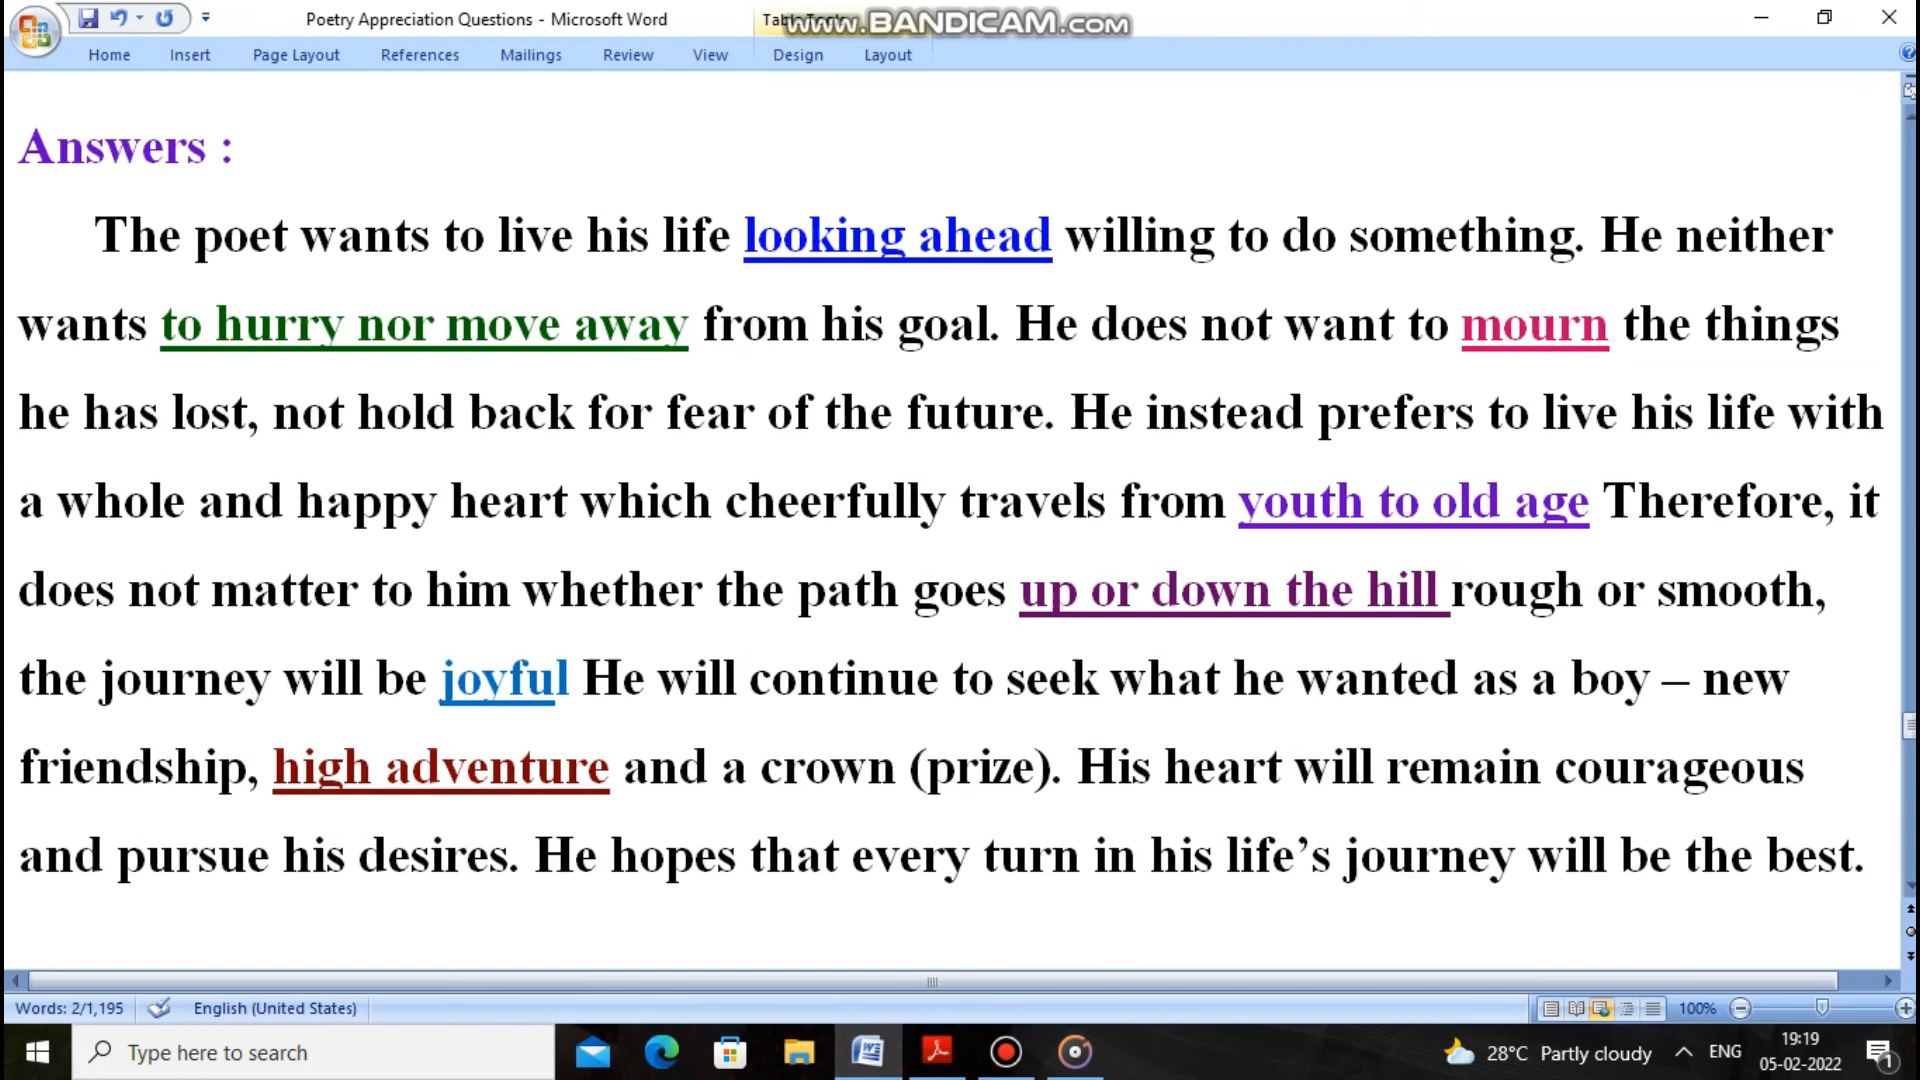 Poetry Appreciation Questions - Microsoft Word
www.BANDICAM.com
Home Insert Page Layout References Mailings Review View Design Layout
Answers :
The poet wants to live his life looking ahead willing to do something. He neither
wants to hurry nor move away from his goal. He does not want to mourn the things
he has lost, not hold back for fear of the future. He instead prefers to live his life with
a whole and happy heart which cheerfully travels from youth to old age Therefore, it
does not matter to him whether the path goes up or down the hill rough or smooth,
the journey will be joyful He will continue to seek what he wanted as a boy – new
friendship, high adventure and a crown (prize). His heart will remain courageous
and pursue his desires. He hopes that every turn in his life’s journey will be the best.
Words: 2/1,195 English (United States) 100%
Type here to search
28°C Partly cloudy ENG
19:19
05-02-2022
1